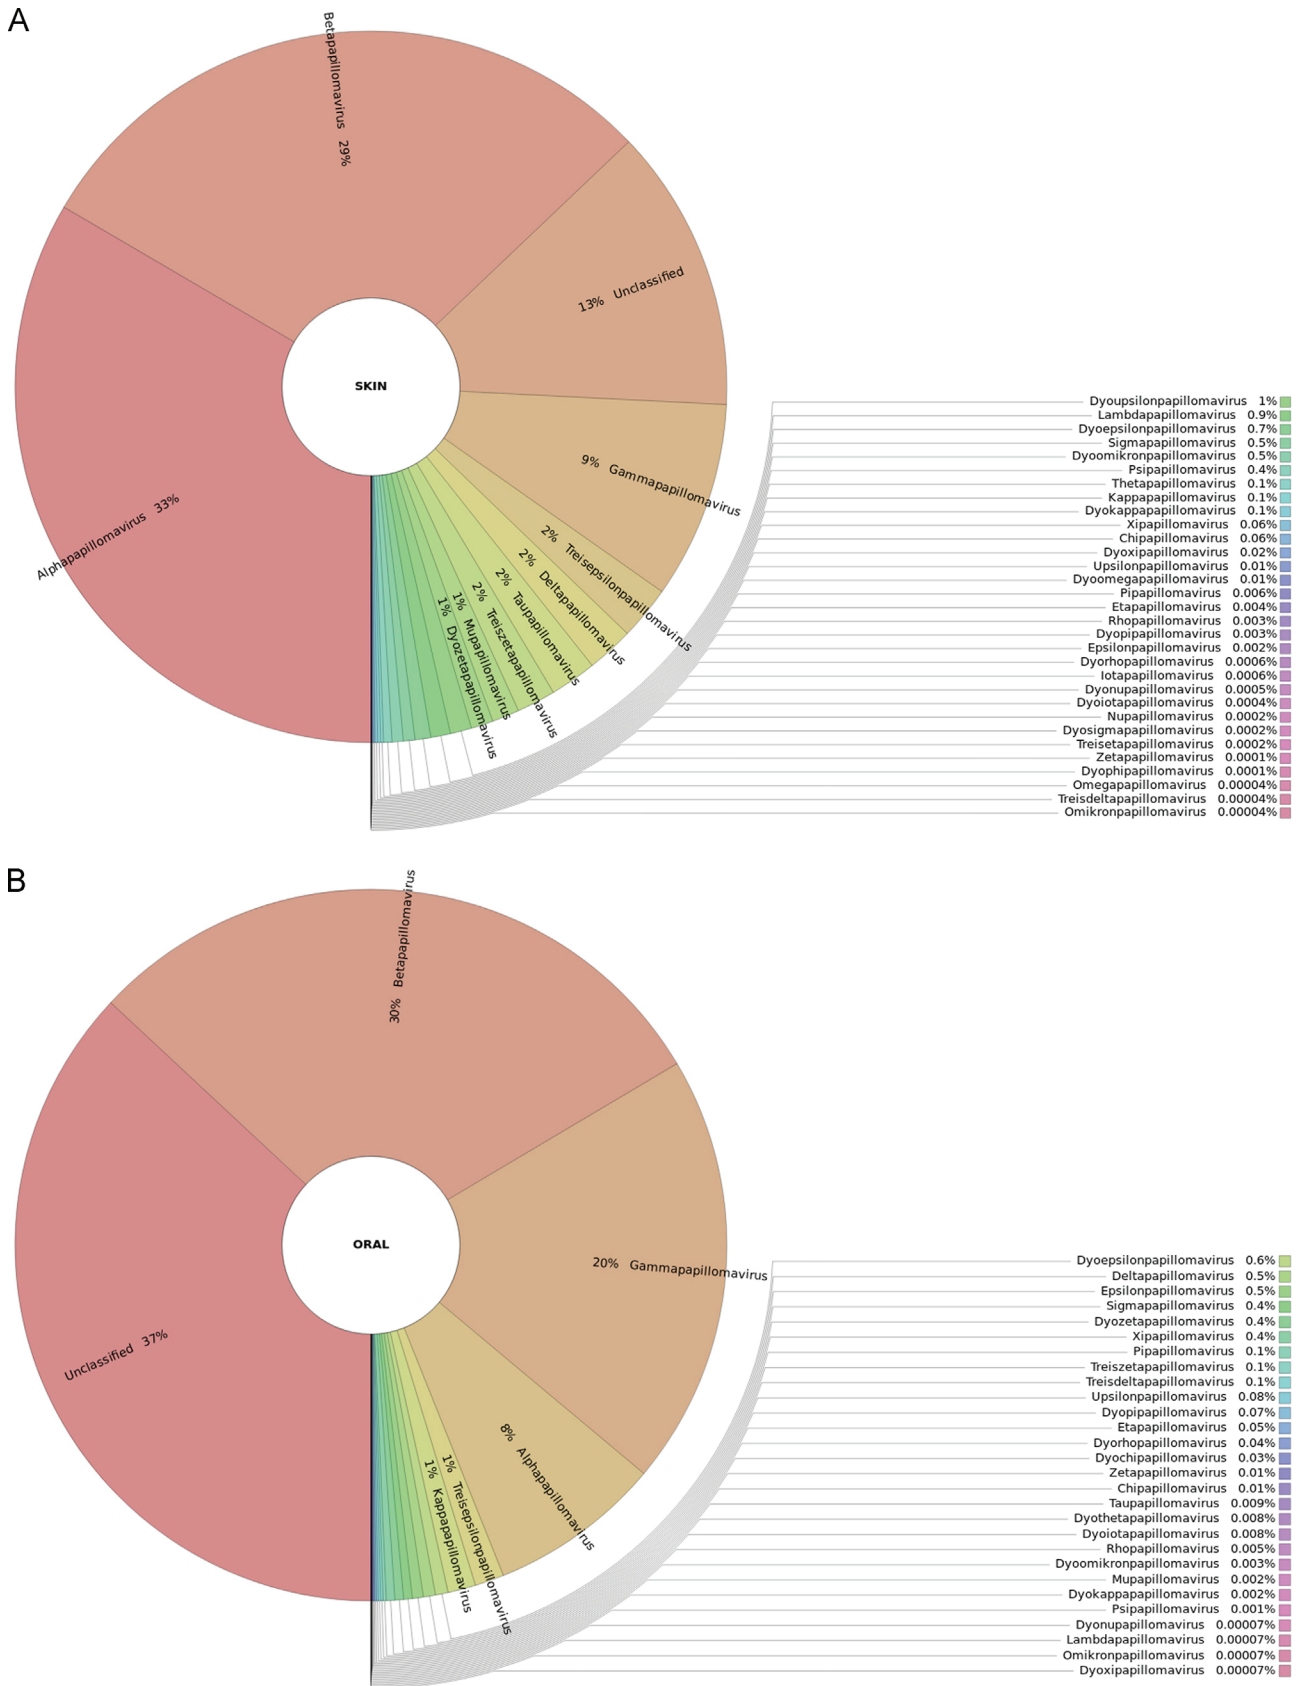 A
Betapapillomavirus 29%
13% Unclassified
SKIN
9% Gammapapillomavirus
Alphapapillomavirus 33%
2% Treisepsilonpapillomavirus
2% Deltapapillomavirus
2% Taupapillomavirus
2% Treiszetapapillomavirus
1% Mupapillomavirus
1% Dyozetapapillomavirus
Dyoupsilonpapillomavirus 1%
Lambdapapillomavirus 0.9%
Dyoepsilonpapillomavirus 0.7%
Sigmapapillomavirus 0.5%
Dyoomikronpapillomavirus 0.5%
Psipapillomavirus 0.4%
Thetapapillomavirus 0.1%
Kappapapillomavirus 0.1%
Dyokappapapillomavirus 0.1%
Xipapillomavirus 0.06%
Chipapillomavirus 0.06%
Dyoxipapillomavirus 0.02%
Upsilonpapillomavirus 0.01%
Dyoomegapapillomavirus 0.01%
Pipapillomavirus 0.006%
Etapapillomavirus 0.004%
Rhopapillomavirus 0.003%
Dyopipapillomavirus 0.003%
Epsilonpapillomavirus 0.002%
Dyorhopapillomavirus 0.0006%
Iotapapillomavirus 0.0006%
Dyonupapillomavirus 0.0005%
Dyoiotapapillomavirus 0.0004%
Nupapillomavirus 0.0002%
Dyosigmapapillomavirus 0.0002%
Treisetapapillomavirus 0.0002%
Zetapapillomavirus 0.0001%
Dyophipapillomavirus 0.0001%
Omegapapillomavirus 0.00004%
Treisdeltapapillomavirus 0.00004%
Omikronpapillomavirus 0.00004%
B
30% Betapapillomavirus
ORAL
20% Gammapapillomavirus
Unclassified 37%
8% Alphapapillomavirus
1% Treisepsilonpapillomavirus
1% Kappapapillomavirus
Dyoepsilonpapillomavirus 0.6%
Deltapapillomavirus 0.5%
Epsilonpapillomavirus 0.5%
Sigmapapillomavirus 0.4%
Dyozetapapillomavirus 0.4%
Xipapillomavirus 0.4%
Pipapillomavirus 0.1%
Treiszetapapillomavirus 0.1%
Treisdeltapapillomavirus 0.1%
Upsilonpapillomavirus 0.08%
Dyopipapillomavirus 0.07%
Etapapillomavirus 0.05%
Dyorhopapillomavirus 0.04%
Dyochipapillomavirus 0.03%
Zetapapillomavirus 0.01%
Chipapillomavirus 0.01%
Taupapillomavirus 0.009%
Dyothetapapillomavirus 0.008%
Dyoiotapapillomavirus 0.008%
Rhopapillomavirus 0.005%
Dyoomikronpapillomavirus 0.003%
Mupapillomavirus 0.002%
Dyokappapapillomavirus 0.002%
Psipapillomavirus 0.001%
Dyonupapillomavirus 0.00007%
Lambdapapillomavirus 0.00007%
Omikronpapillomavirus 0.00007%
Dyoxipapillomavirus 0.00007%